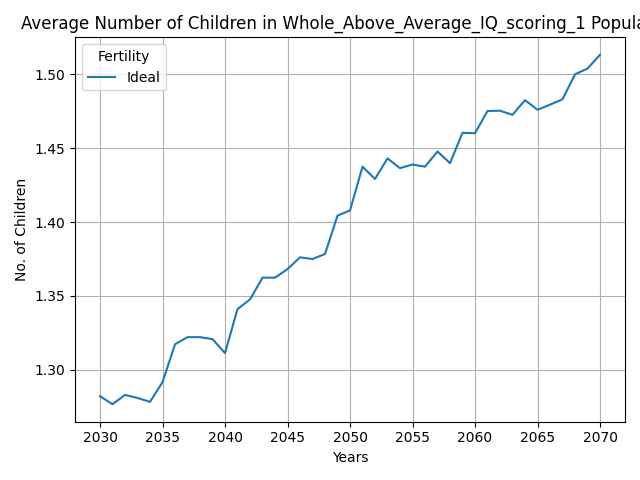 Average Number of Children in Whole_Above_Average_IQ_scoring_1 Popula
Fertility
Ideal
1.50
1.45
1.40
1.35
1.30
No. of Children
2030 2035 2040 2045 2050 2055 2060 2065 2070
Years